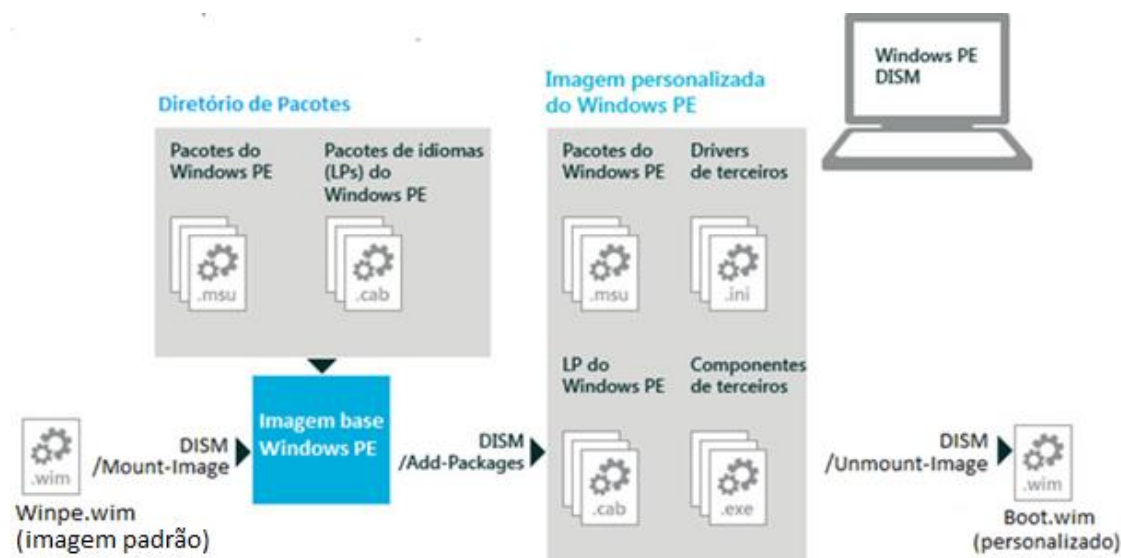 Windows PE
DISM
Diretório de Pacotes
Pacotes do
Windows PE
Pacotes de idiomas
(LPs) do
Windows PE
.msu
.cab
Imagem personalizada
do Windows PE
Pacotes do
Windows PE
Drivers
de terceiros
.msu
.ini
LP do
Windows PE
Componentes
de terceiros
.cab
.exe
.wim
Winpe.wim
(imagem padrão)
DISM
/Mount-Image
Imagem base
Windows PE
DISM
/Add-Packages
DISM
/Unmount-Image
.wim
Boot.wim
(personalizado)